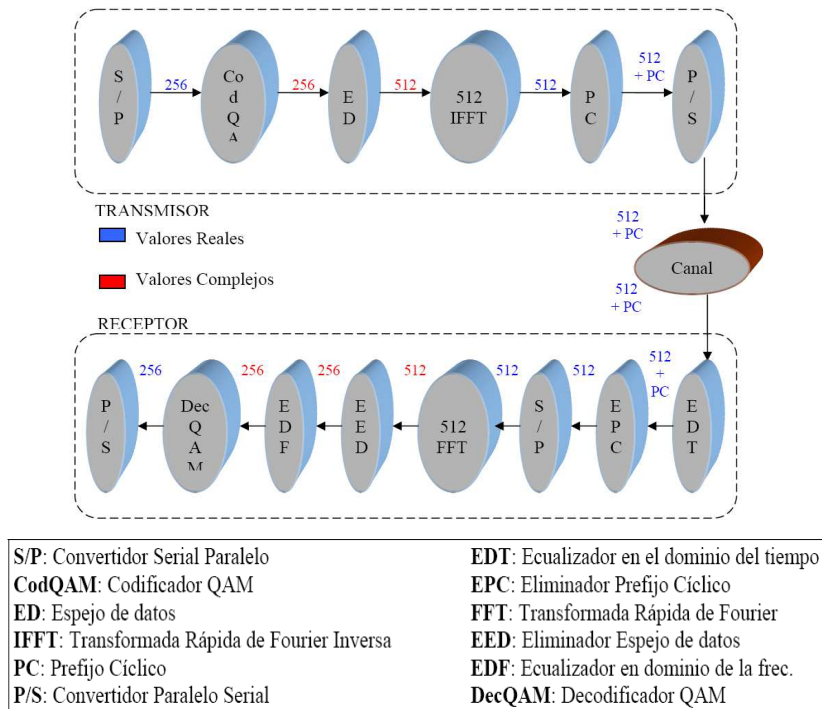 512
+ PC
S / P
256
Co d Q A
256
ED
512
512 IFFT
512
PC
P / S
TRANSMISOR
Valores Reales
Valores Complejos
512
+ PC
Canal
512
+ PC
RECEPTOR
P / S
256
Dec Q A M
256
E D F
256
E E D
512
512 FFT
512
S / P
512
E P C
512
+
PC
E D T
S/P: Convertidor Serial Paralelo
CodQAM: Codificador QAM
ED: Espejo de datos
IFFT: Transformada Rápida de Fourier Inversa
PC: Prefijo Cíclico
P/S: Convertidor Paralelo Serial
EDT: Ecualizador en el dominio del tiempo
EPC: Eliminador Prefijo Cíclico
FFT: Transformada Rápida de Fourier
EED: Eliminador Espejo de datos
EDF: Ecualizador en dominio de la frec.
DecQAM: Decodificador QAM